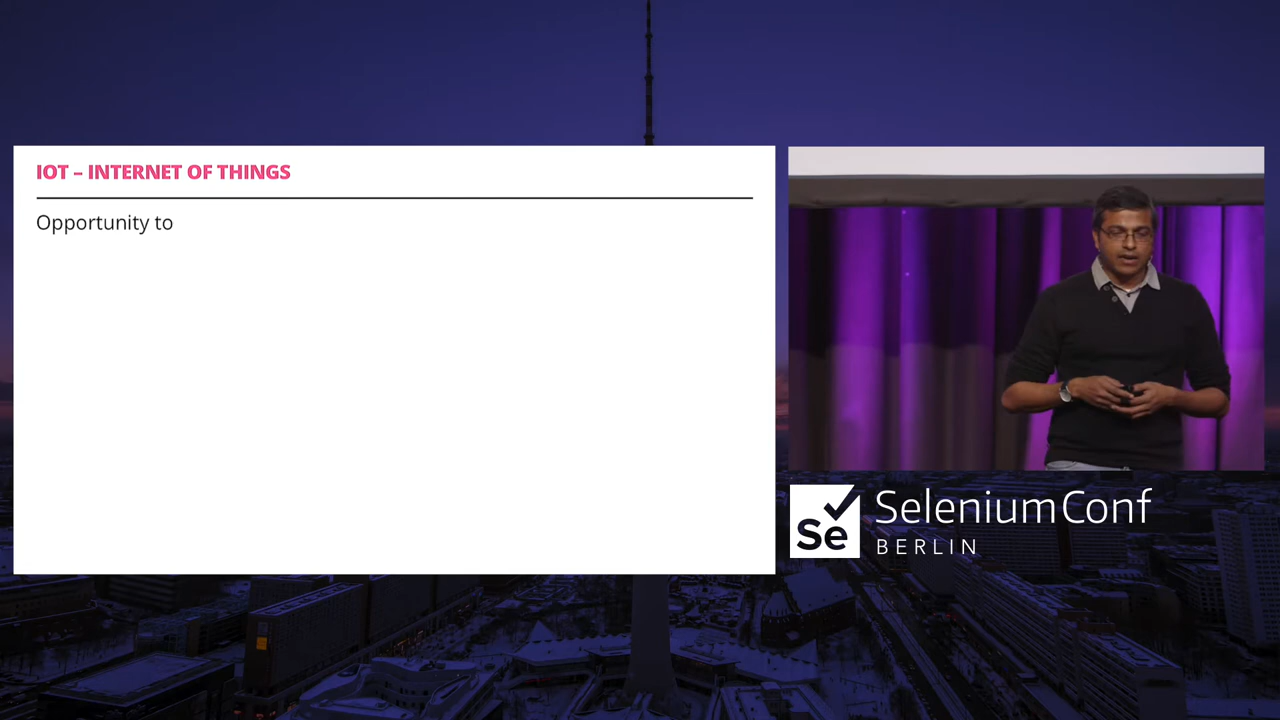 IOT – INTERNET OF THINGS
Opportunity to
Se
SeleniumConf
BERLIN